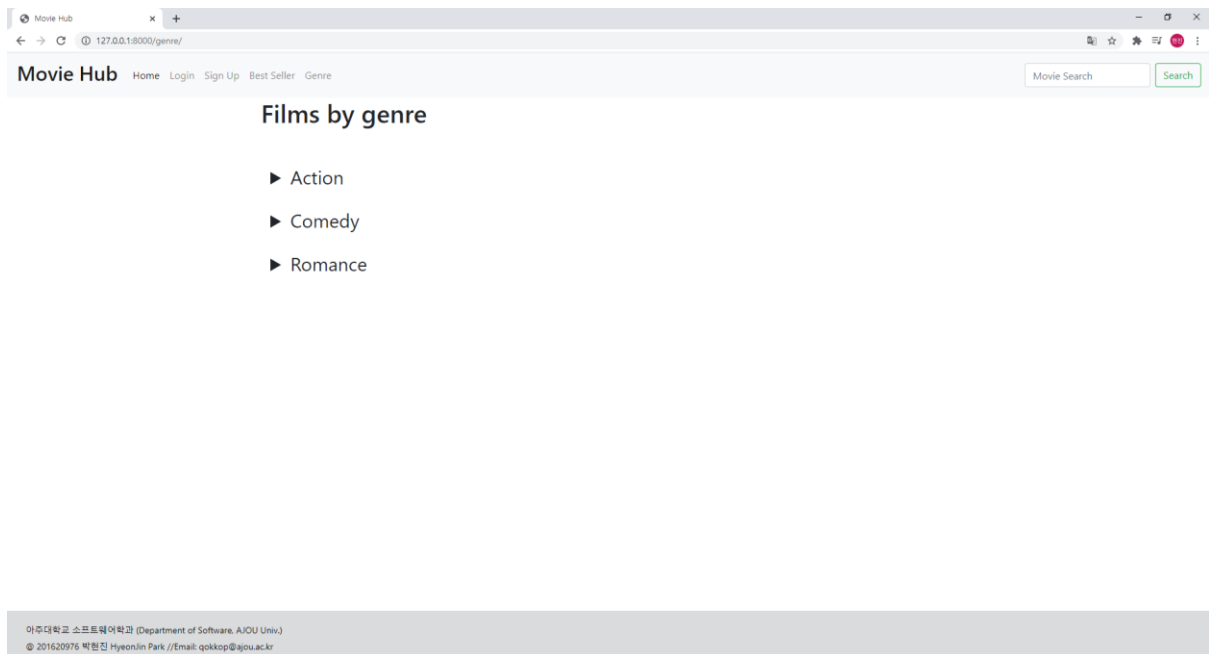 Movie Hub
127.0.0.1:8000/genre/
현진
Movie Hub Home Login Sign Up Best Seller Genre Movie Search Search
Films by genre
Action
Comedy
Romance
아주대학교 소프트웨어학과 (Department of Software, AJOU Univ.)
@ 201620976 박현진 HyeonJin Park //Email: qokkop@ajou.ac.kr